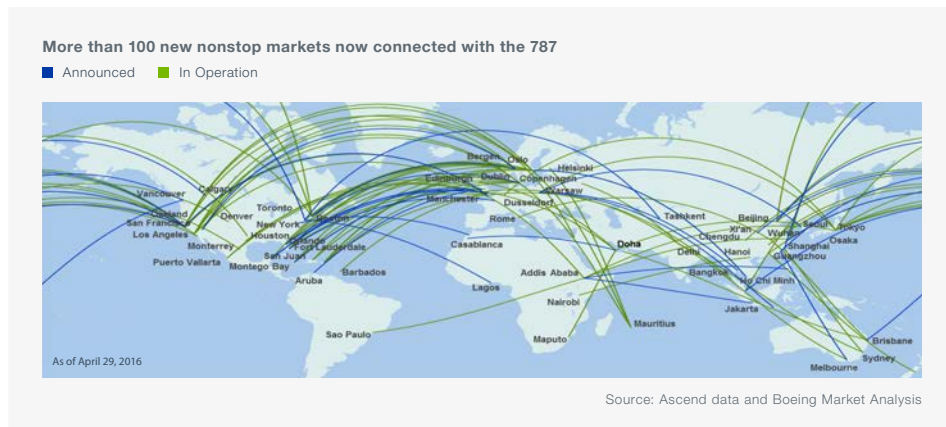 More than 100 new nonstop markets now connected with the 787
Announced In Operation
Bergen Oslo
Helsinki
Edinburgh Dublin Copenhagen
Vancouver Calgary Warsaw
Manchester
Dusseldorf
Toronto
Oakland Denver Boston Rome Tashkent Beijing
San Francisco New York Xi'an Seoul Tokyo
Los Angeles Houston Chengdu Wuhan
Orlando Osaka
Monterrey Fort Lauderdale Casablanca Doha Delhi Hanoi Shanghai
San Juan Guangzhou
Puerto Vallarta Montego Bay Barbados Addis Ababa Bangkok
Aruba Lagos Ho Chi Minh
Nairobi Jakarta
Mauritius
Sao Paulo Maputo Brisbane
As of April 29, 2016 Sydney
Melbourne
Source: Ascend data and Boeing Market Analysis